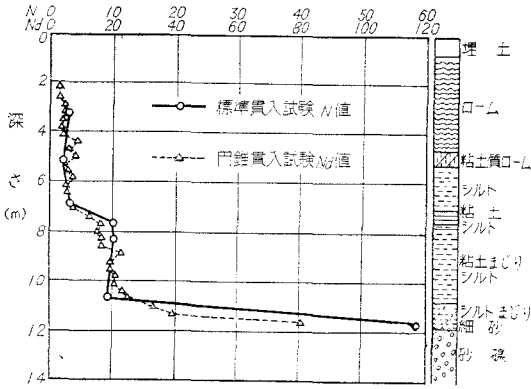 N 0 10 20 30 40 50 60
Nd 0 20 40 60 80 100 120
0
2
4
6
8
10
12
14
深さ(m)
標準貫入試験 N値
円錐貫入試験 Nd値
埋土
ローム
粘土質ローム
シルト
粘土
シルト
粘土まじり
シルト
シルトまじり
細砂
砂礫